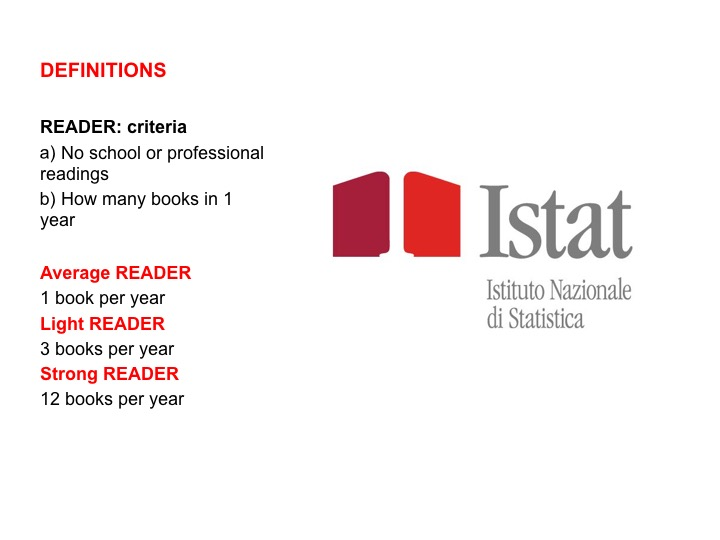 DEFINITIONS
READER: criteria
a) No school or professional
readings
b) How many books in 1
year
Average READER
1 book per year
Light READER
3 books per year
Strong READER
12 books per year
Istat
Istituto Nazionale
di Statistica